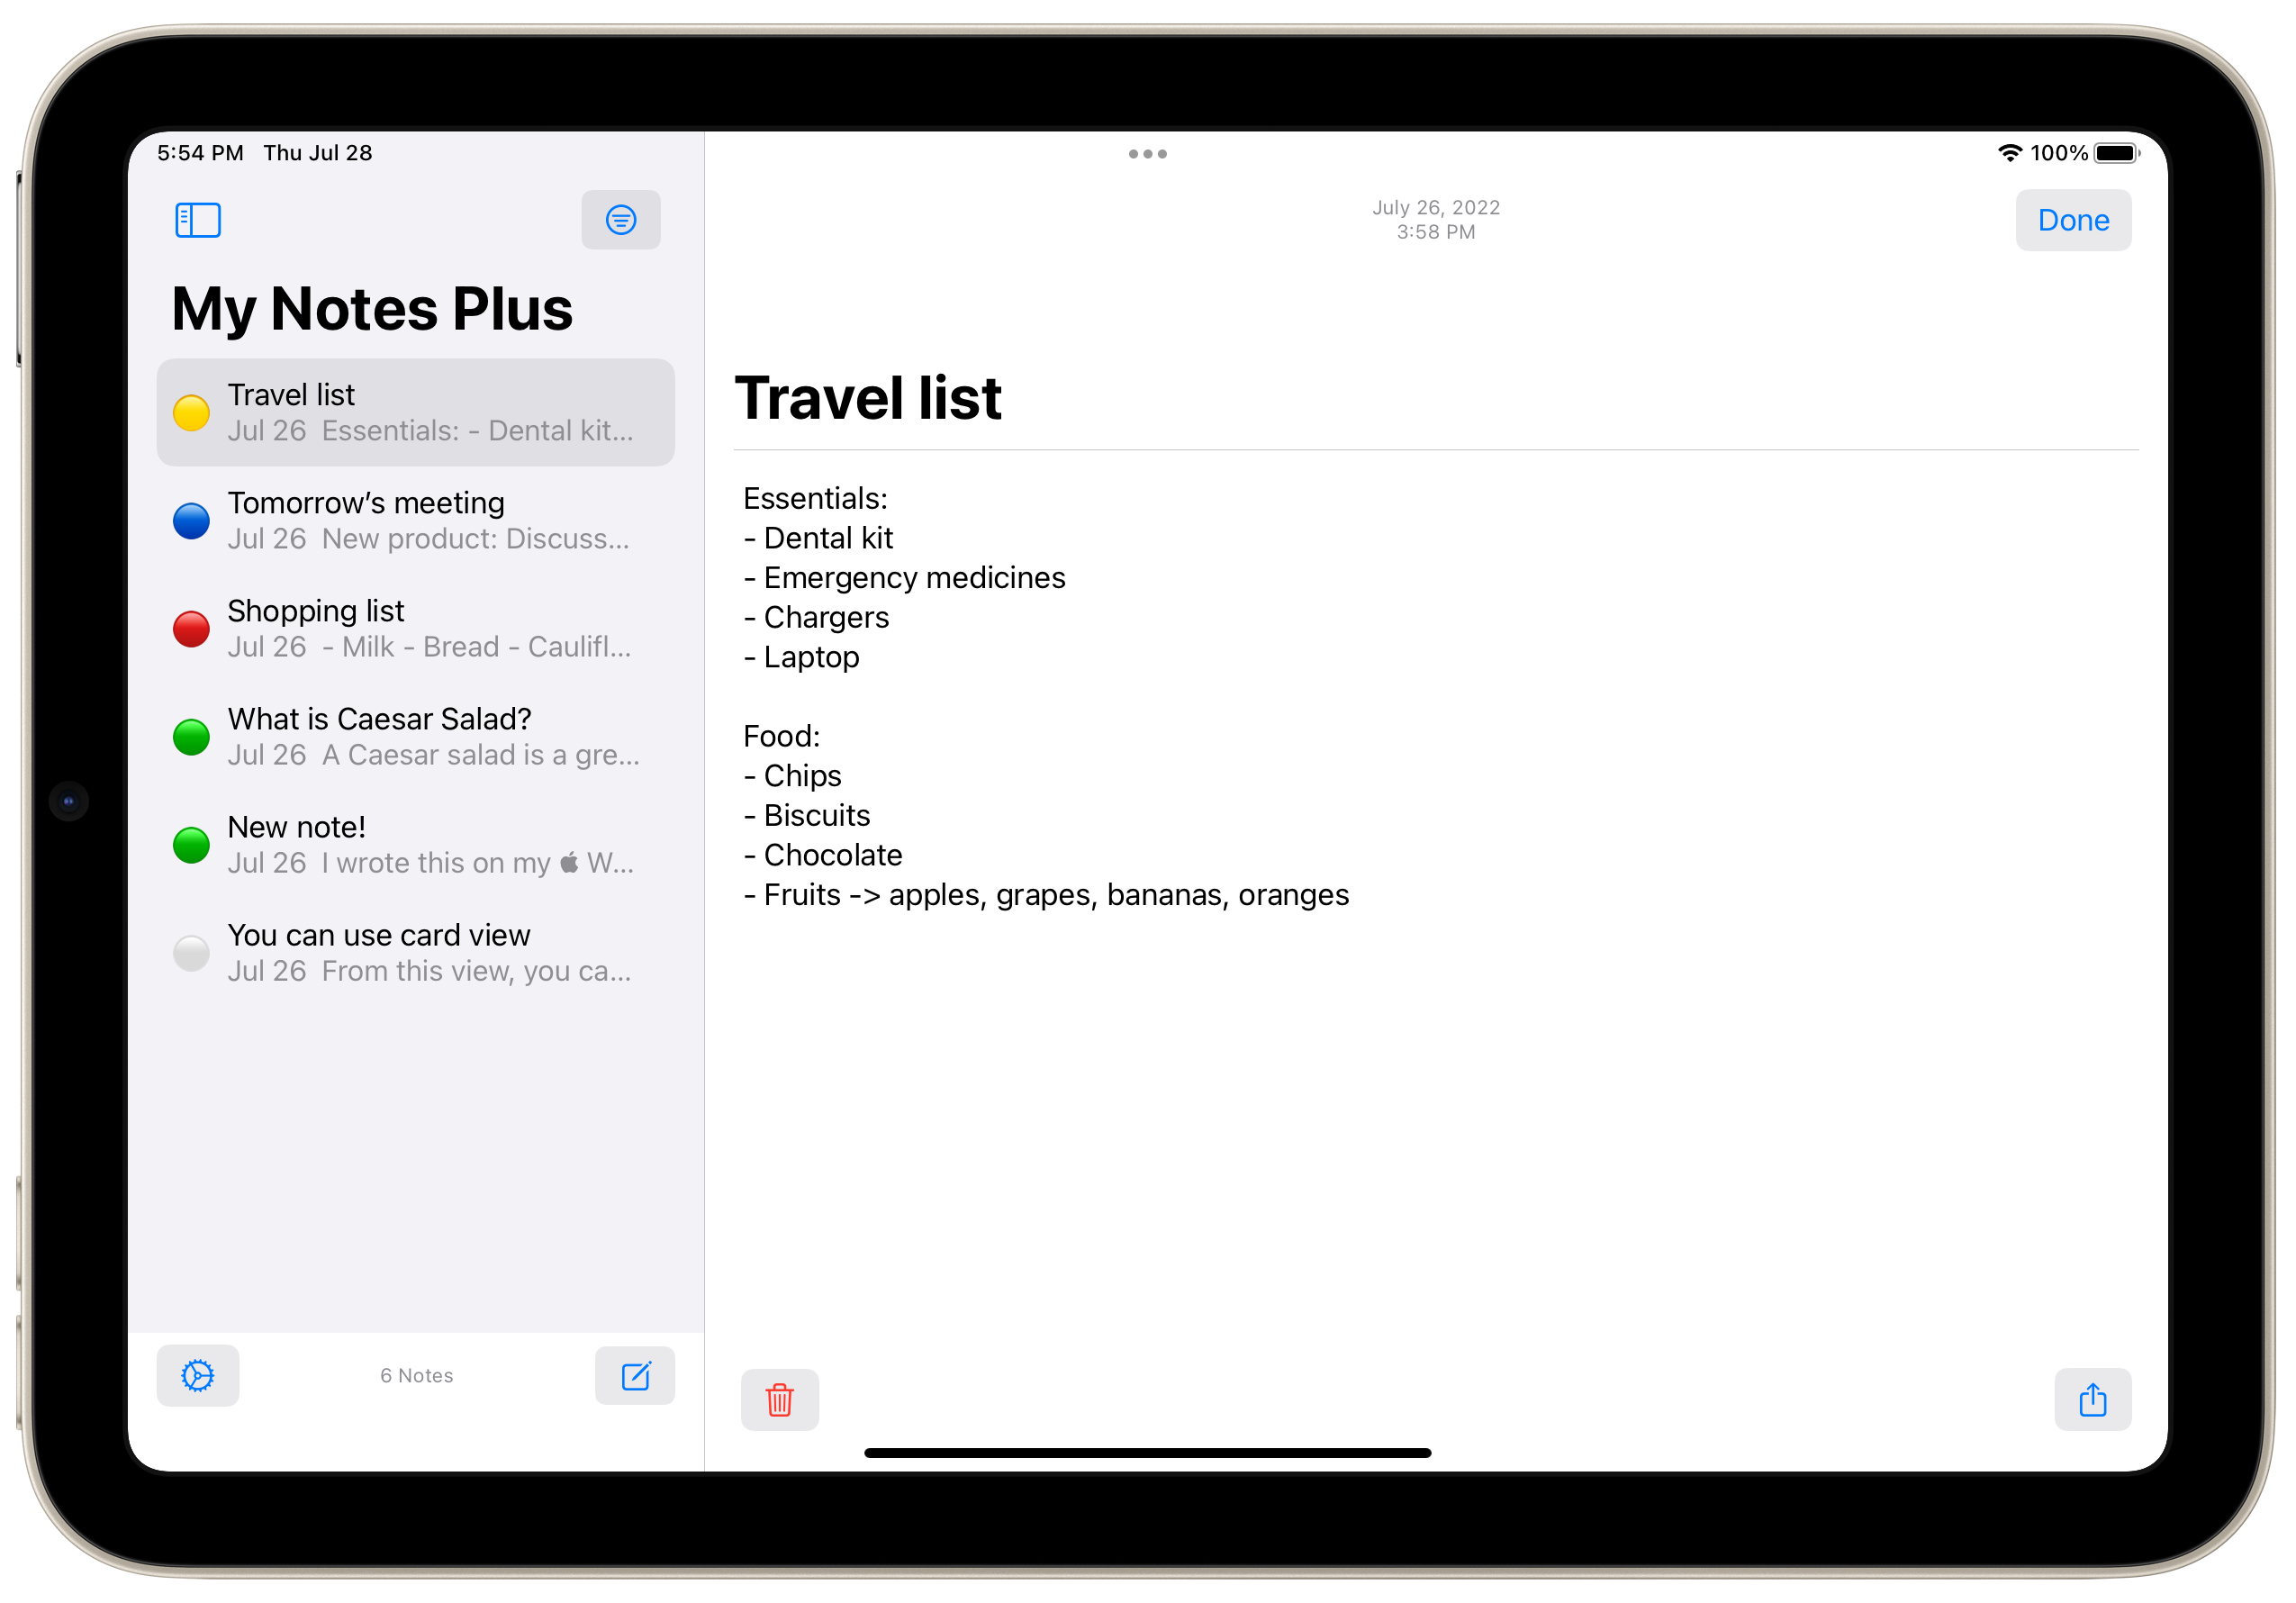 5:54 PM Thu Jul 28
100%
My Notes Plus
Travel list
Jul 26 Essentials: - Dental kit...
Tomorrow’s meeting
Jul 26 New product: Discuss...
Shopping list
Jul 26 - Milk - Bread - Caulifl...
What is Caesar Salad?
Jul 26 A Caesar salad is a gre...
New note!
Jul 26 I wrote this on my  W...
You can use card view
Jul 26 From this view, you ca...
6 Notes
July 26, 2022
3:58 PM
Done
Travel list
Essentials:
- Dental kit
- Emergency medicines
- Chargers
- Laptop
Food:
- Chips
- Biscuits
- Chocolate
- Fruits -> apples, grapes, bananas, oranges